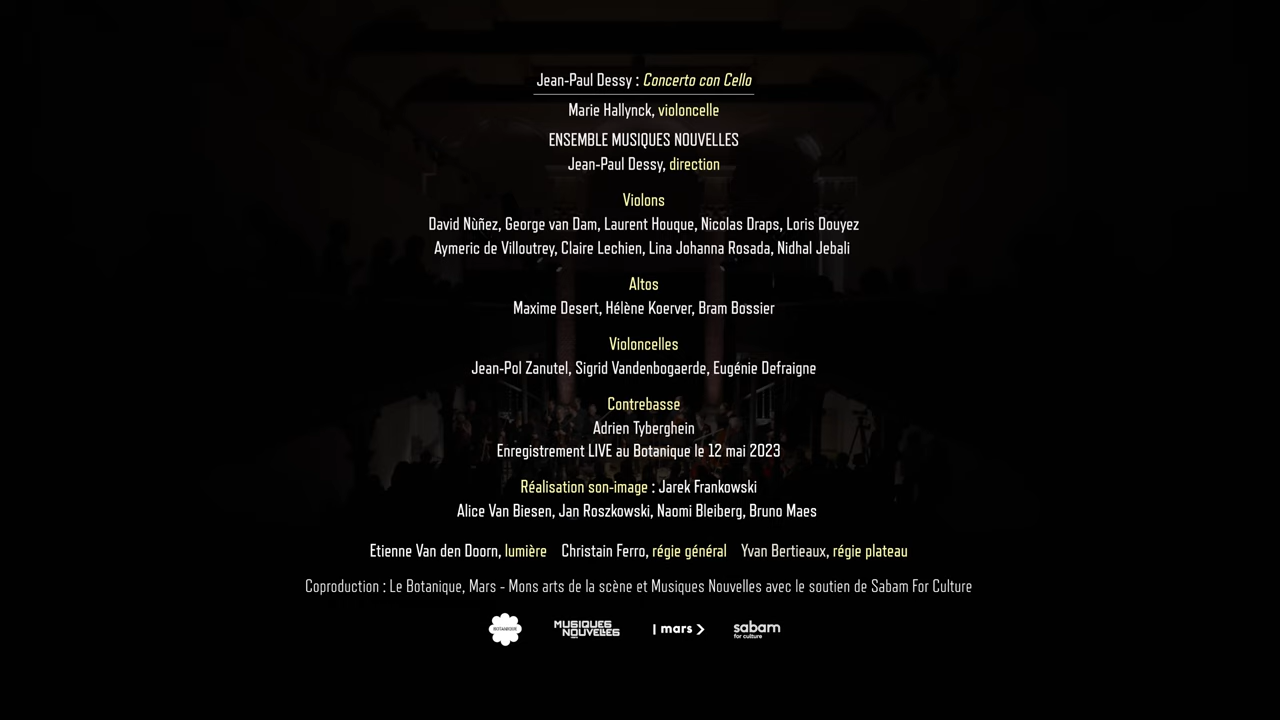 Jean-Paul Dessy : Concerto con Cello
Marie Hallynck, violoncelle
ENSEMBLE MUSIQUES NOUVELLES
Jean-Paul Dessy, direction
Violons
David Nùñez, George van Dam, Laurent Houque, Nicolas Draps, Loris Douyez
Aymeric de Villoutrey, Claire Lechien, Lina Johanna Rosada, Nidhal Jebali
Altos
Maxime Desert, Hélène Koerver, Bram Bossier
Violoncelles
Jean-Pol Zanutel, Sigrid Vandenbogaerde, Eugénie Defraigne
Contrebasse
Adrien Tyberghein
Enregistrement LIVE au Botanique le 12 mai 2023
Réalisation son-image : Jarek Frankowski
Alice Van Biesen, Jan Roszkowski, Naomi Bleiberg, Bruno Maes
Etienne Van den Doorn, lumière Christain Ferro, régie général Yvan Bertieaux, régie plateau
Coproduction : Le Botanique, Mars - Mons arts de la scène et Musiques Nouvelles avec le soutien de Sabam For Culture
BOTANIQUE
MUSIQUES
NOUVELLES
mars
sabam
for culture